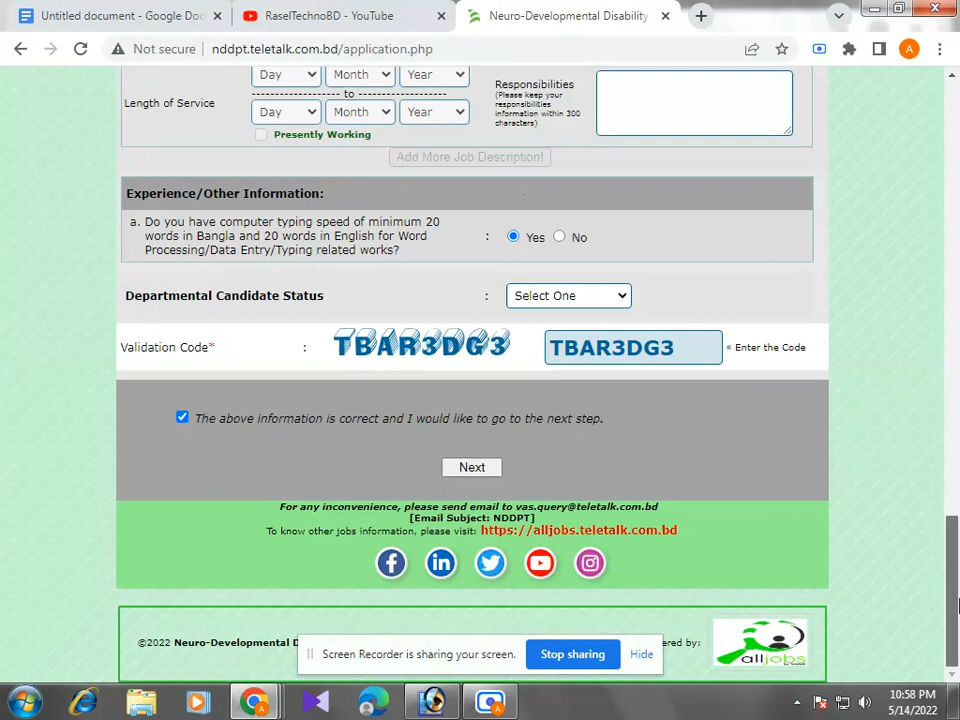 Untitled document - Google Doc
RaselTechnoBD - YouTube
Neuro-Developmental Disability
Not secure
nddpt.teletalk.com.bd/application.php
Day Month Year
-------------------- to --------------------
Length of Service
Day Month Year
Presently Working
Responsibilities
(Please keep your
responsibilities
information within 300
characters)
Add More Job Description!
Experience/Other Information:
a. Do you have computer typing speed of minimum 20
words in Bangla and 20 words in English for Word
Processing/Data Entry/Typing related works?
: Yes No
Departmental Candidate Status : Select One
Validation Code* : TBAR3DG3 TBAR3DG3 « Enter the Code
The above information is correct and I would like to go to the next step.
Next
For any inconvenience, please send email to vas.query@teletalk.com.bd
[Email Subject: NDDPT]
To know other jobs information, please visit: https://alljobs.teletalk.com.bd
©2022 Neuro-Developmental D
ered by:
alljobs
Screen Recorder is sharing your screen.
Stop sharing
Hide
10:58 PM
5/14/2022